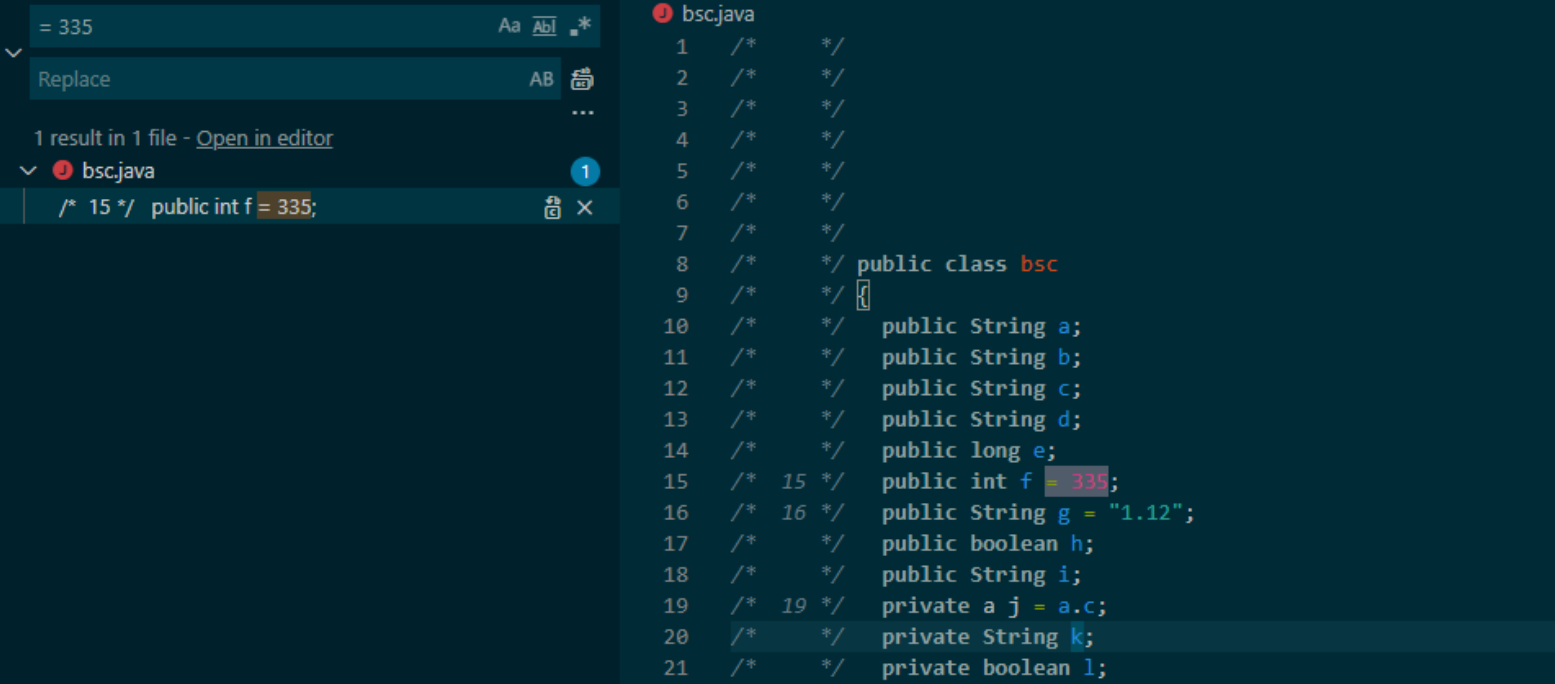 = 335
Aa Abl .*
Replace
AB
...
1 result in 1 file - Open in editor
bsc.java
1
/* 15 */ public int f = 335;
J bsc.java
1 /* */
2 /* */
3 /* */
4 /* */
5 /* */
6 /* */
7 /* */
8 /* */ public class bsc
9 /* */ {
10 /* */ public String a;
11 /* */ public String b;
12 /* */ public String c;
13 /* */ public String d;
14 /* */ public long e;
15 /* 15 */ public int f = 335;
16 /* 16 */ public String g = "1.12";
17 /* */ public boolean h;
18 /* */ public String i;
19 /* 19 */ private a j = a.c;
20 /* */ private String k;
21 /* */ private boolean l;